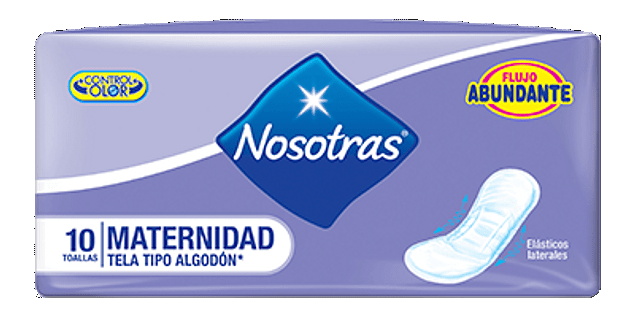 CONTROL
OLOR
FLUJO
ABUNDANTE
Nosotras®
10
TOALLAS
MATERNIDAD
TELA TIPO ALGODÓN*
Elásticos
laterales